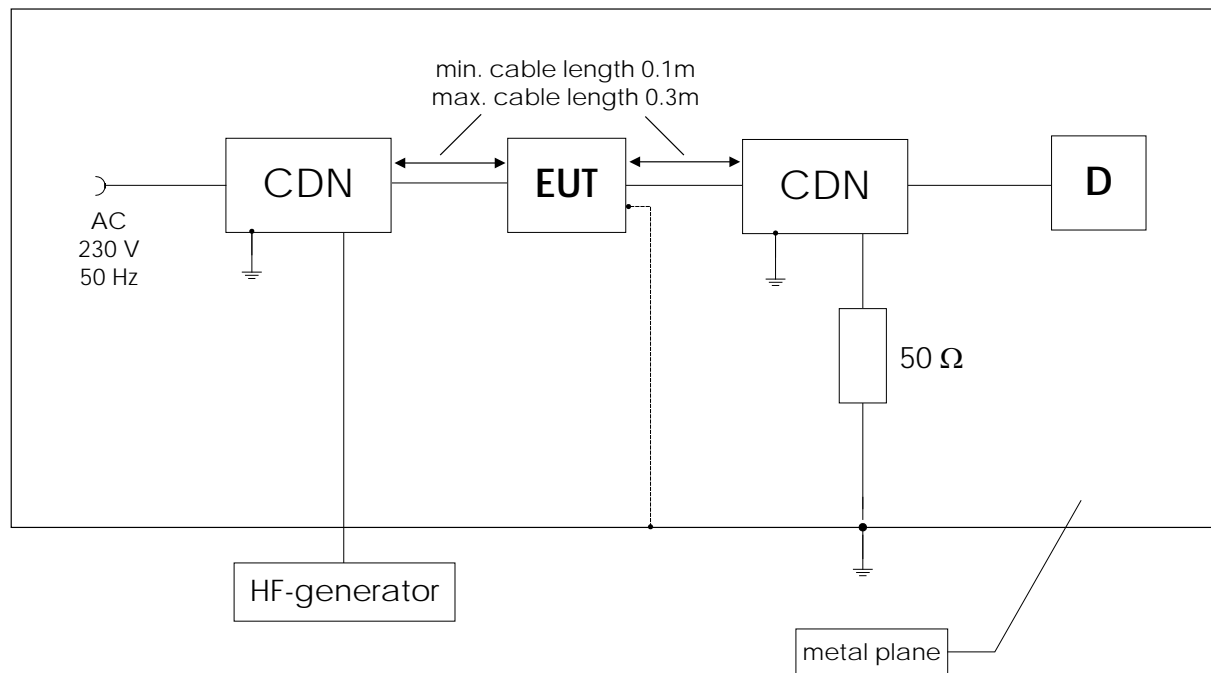 min. cable length 0.1m
max. cable length 0.3m
CDN
EUT
CDN
D
AC
230 V
50 Hz
50 Ω
HF-generator
metal plane